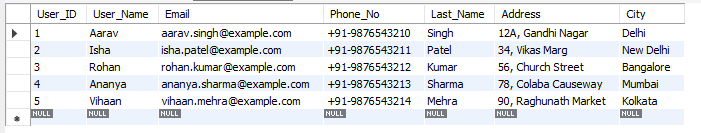 User_ID User_Name Email Phone_No Last_Name Address City
1 Aarav aarav.singh@example.com +91-9876543210 Singh 12A, Gandhi Nagar Delhi
2 Isha isha.patel@example.com +91-9876543211 Patel 34, Vikas Marg New Delhi
3 Rohan rohan.kumar@example.com +91-9876543212 Kumar 56, Church Street Bangalore
4 Ananya ananya.sharma@example.com +91-9876543213 Sharma 78, Colaba Causeway Mumbai
5 Vihaan vihaan.mehra@example.com +91-9876543214 Mehra 90, Raghunath Market Kolkata
NULL NULL NULL NULL NULL NULL NULL